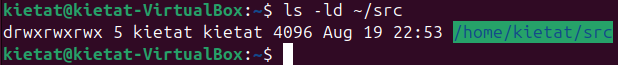 kietat@kietat-VirtualBox:~$ ls -ld ~/src
drwxrwxrwx 5 kietat kietat 4096 Aug 19 22:53 /home/kietat/src
kietat@kietat-VirtualBox:~$